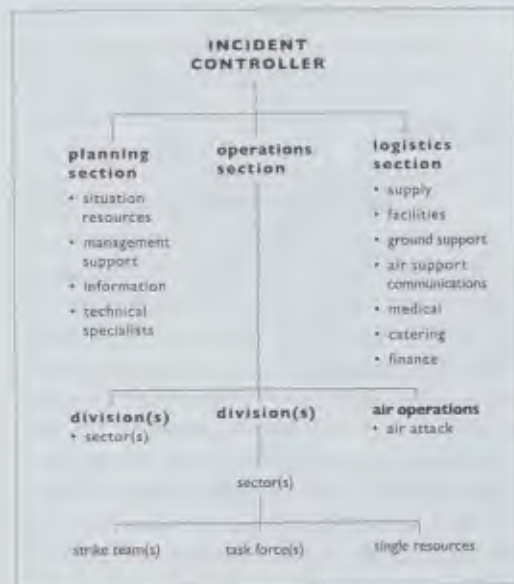 INCIDENT
CONTROLLER
planning
section
• situation
resources
• management
support
• information
• technical
specialists
operations
section
logistics
section
• supply
• facilities
• ground support
• air support
communications
• medical
• catering
• finance
division(s)
• sector(s)
division(s)
air operations
• air attack
sector(s)
strike team(s)
task force(s)
single resources